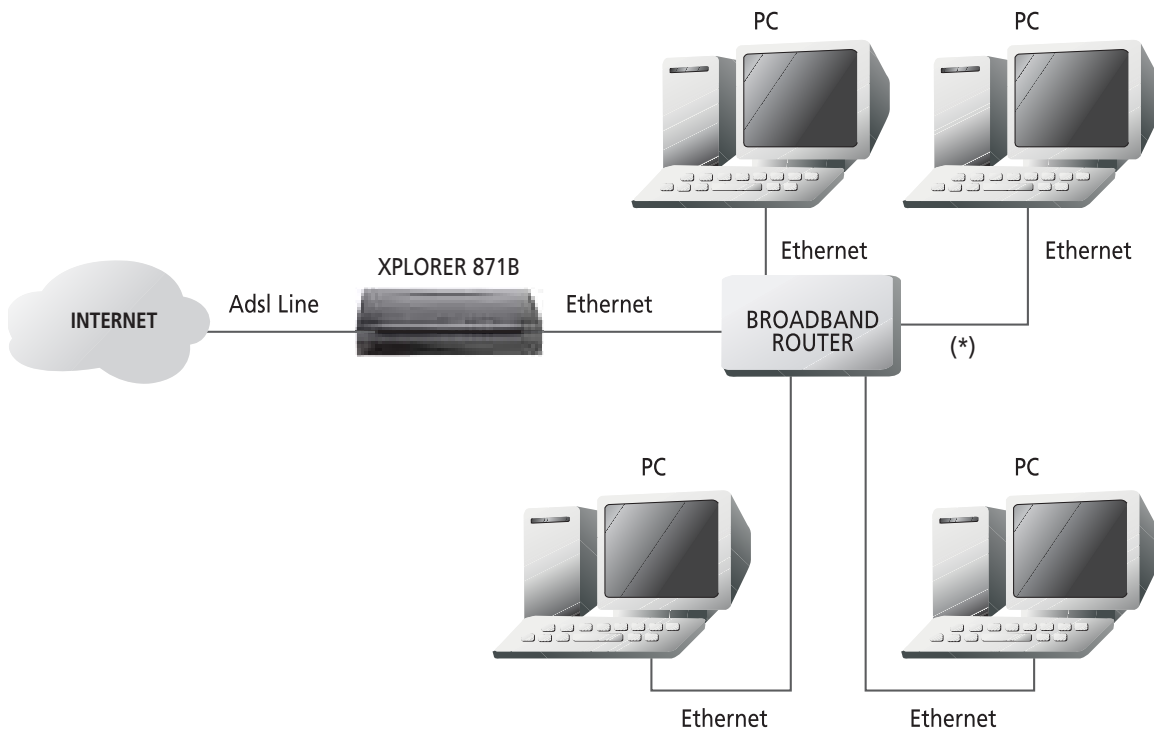 PC
PC
Ethernet
Ethernet
XPLORER 871B
Adsl Line
Ethernet
INTERNET
BROADBAND
ROUTER
(*)
PC
PC
Ethernet
Ethernet